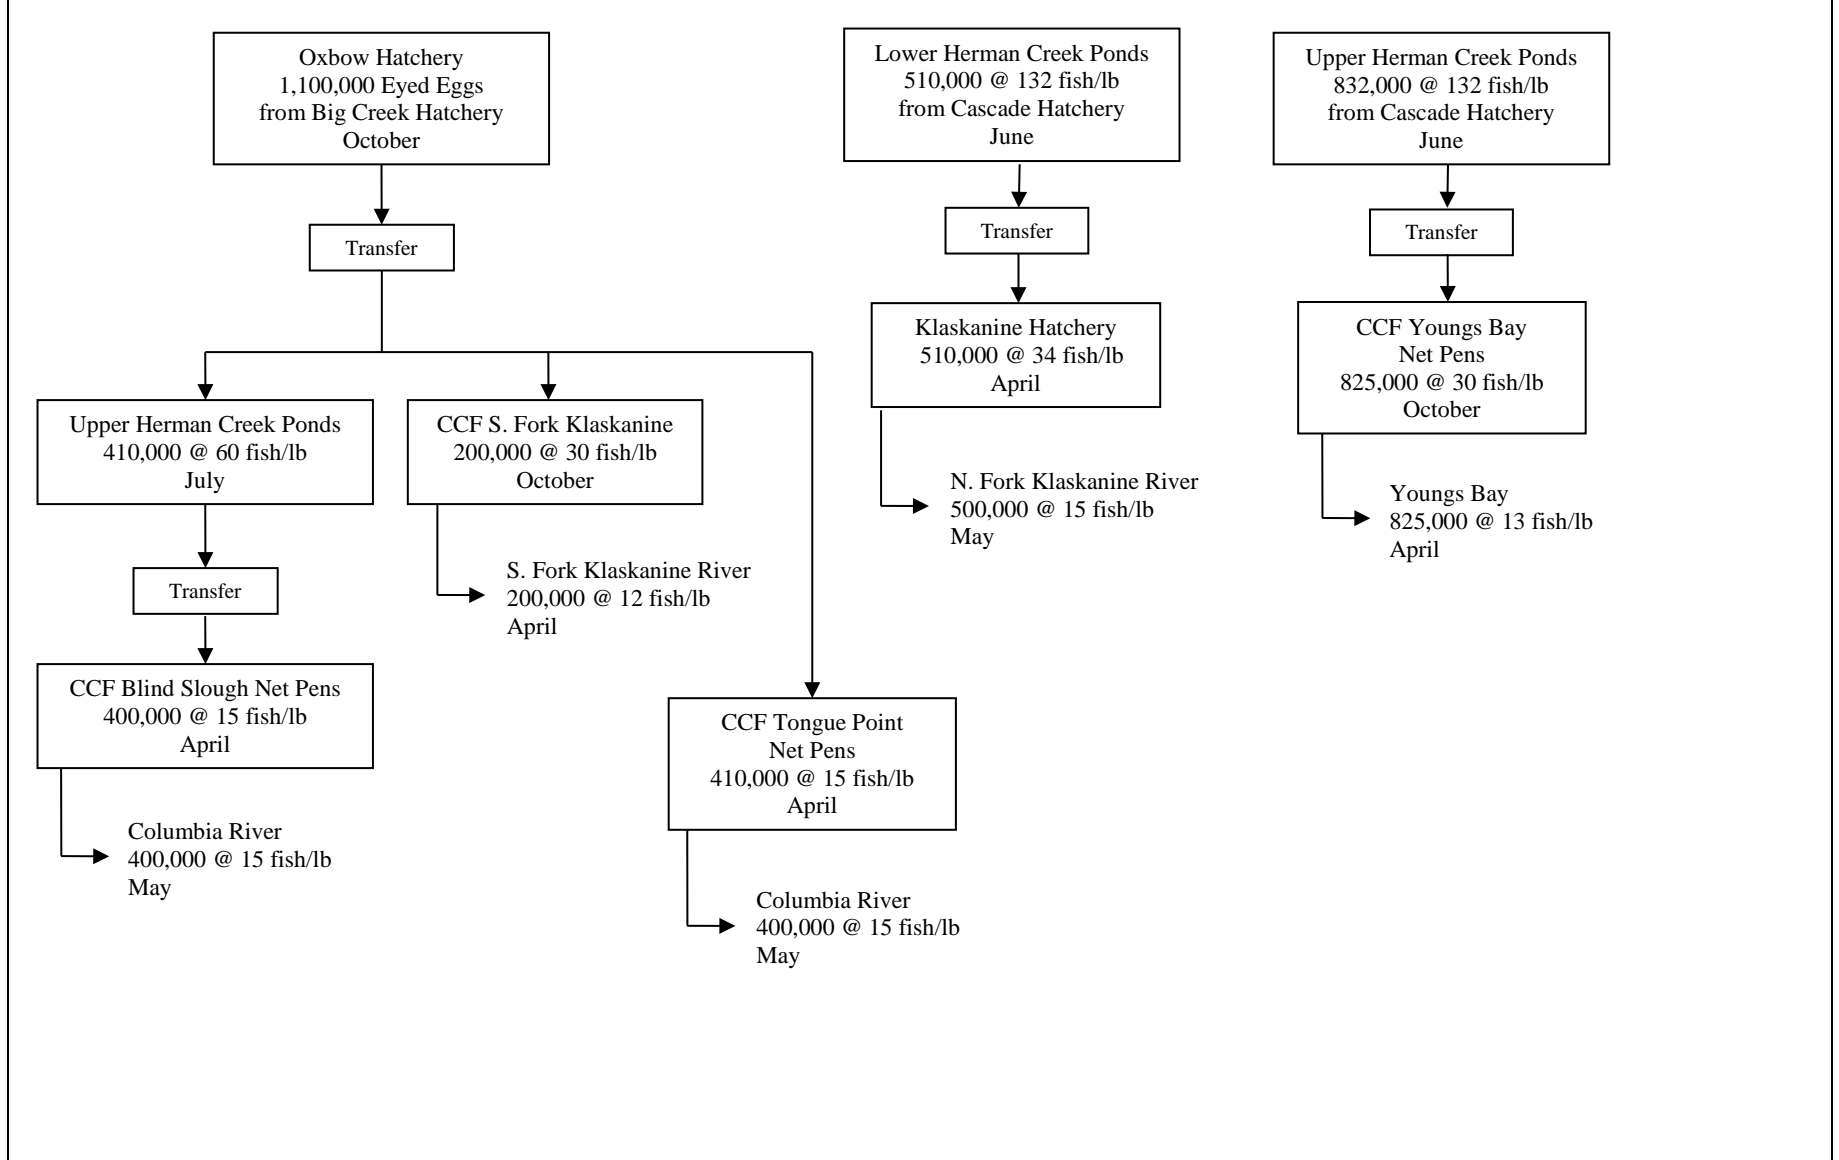 Oxbow Hatchery
1,100,000 Eyed Eggs
from Big Creek Hatchery
October
Transfer
Upper Herman Creek Ponds
410,000 @ 60 fish/lb
July
Transfer
CCF Blind Slough Net Pens
400,000 @ 15 fish/lb
April
Columbia River
400,000 @ 15 fish/lb
May
CCF S. Fork Klaskanine
200,000 @ 30 fish/lb
October
S. Fork Klaskanine River
200,000 @ 12 fish/lb
April
CCF Tongue Point
Net Pens
410,000 @ 15 fish/lb
April
Columbia River
400,000 @ 15 fish/lb
May
Lower Herman Creek Ponds
510,000 @ 132 fish/lb
from Cascade Hatchery
June
Transfer
Klaskanine Hatchery
510,000 @ 34 fish/lb
April
N. Fork Klaskanine River
500,000 @ 15 fish/lb
May
Upper Herman Creek Ponds
832,000 @ 132 fish/lb
from Cascade Hatchery
June
Transfer
CCF Youngs Bay
Net Pens
825,000 @ 30 fish/lb
October
Youngs Bay
825,000 @ 13 fish/lb
April